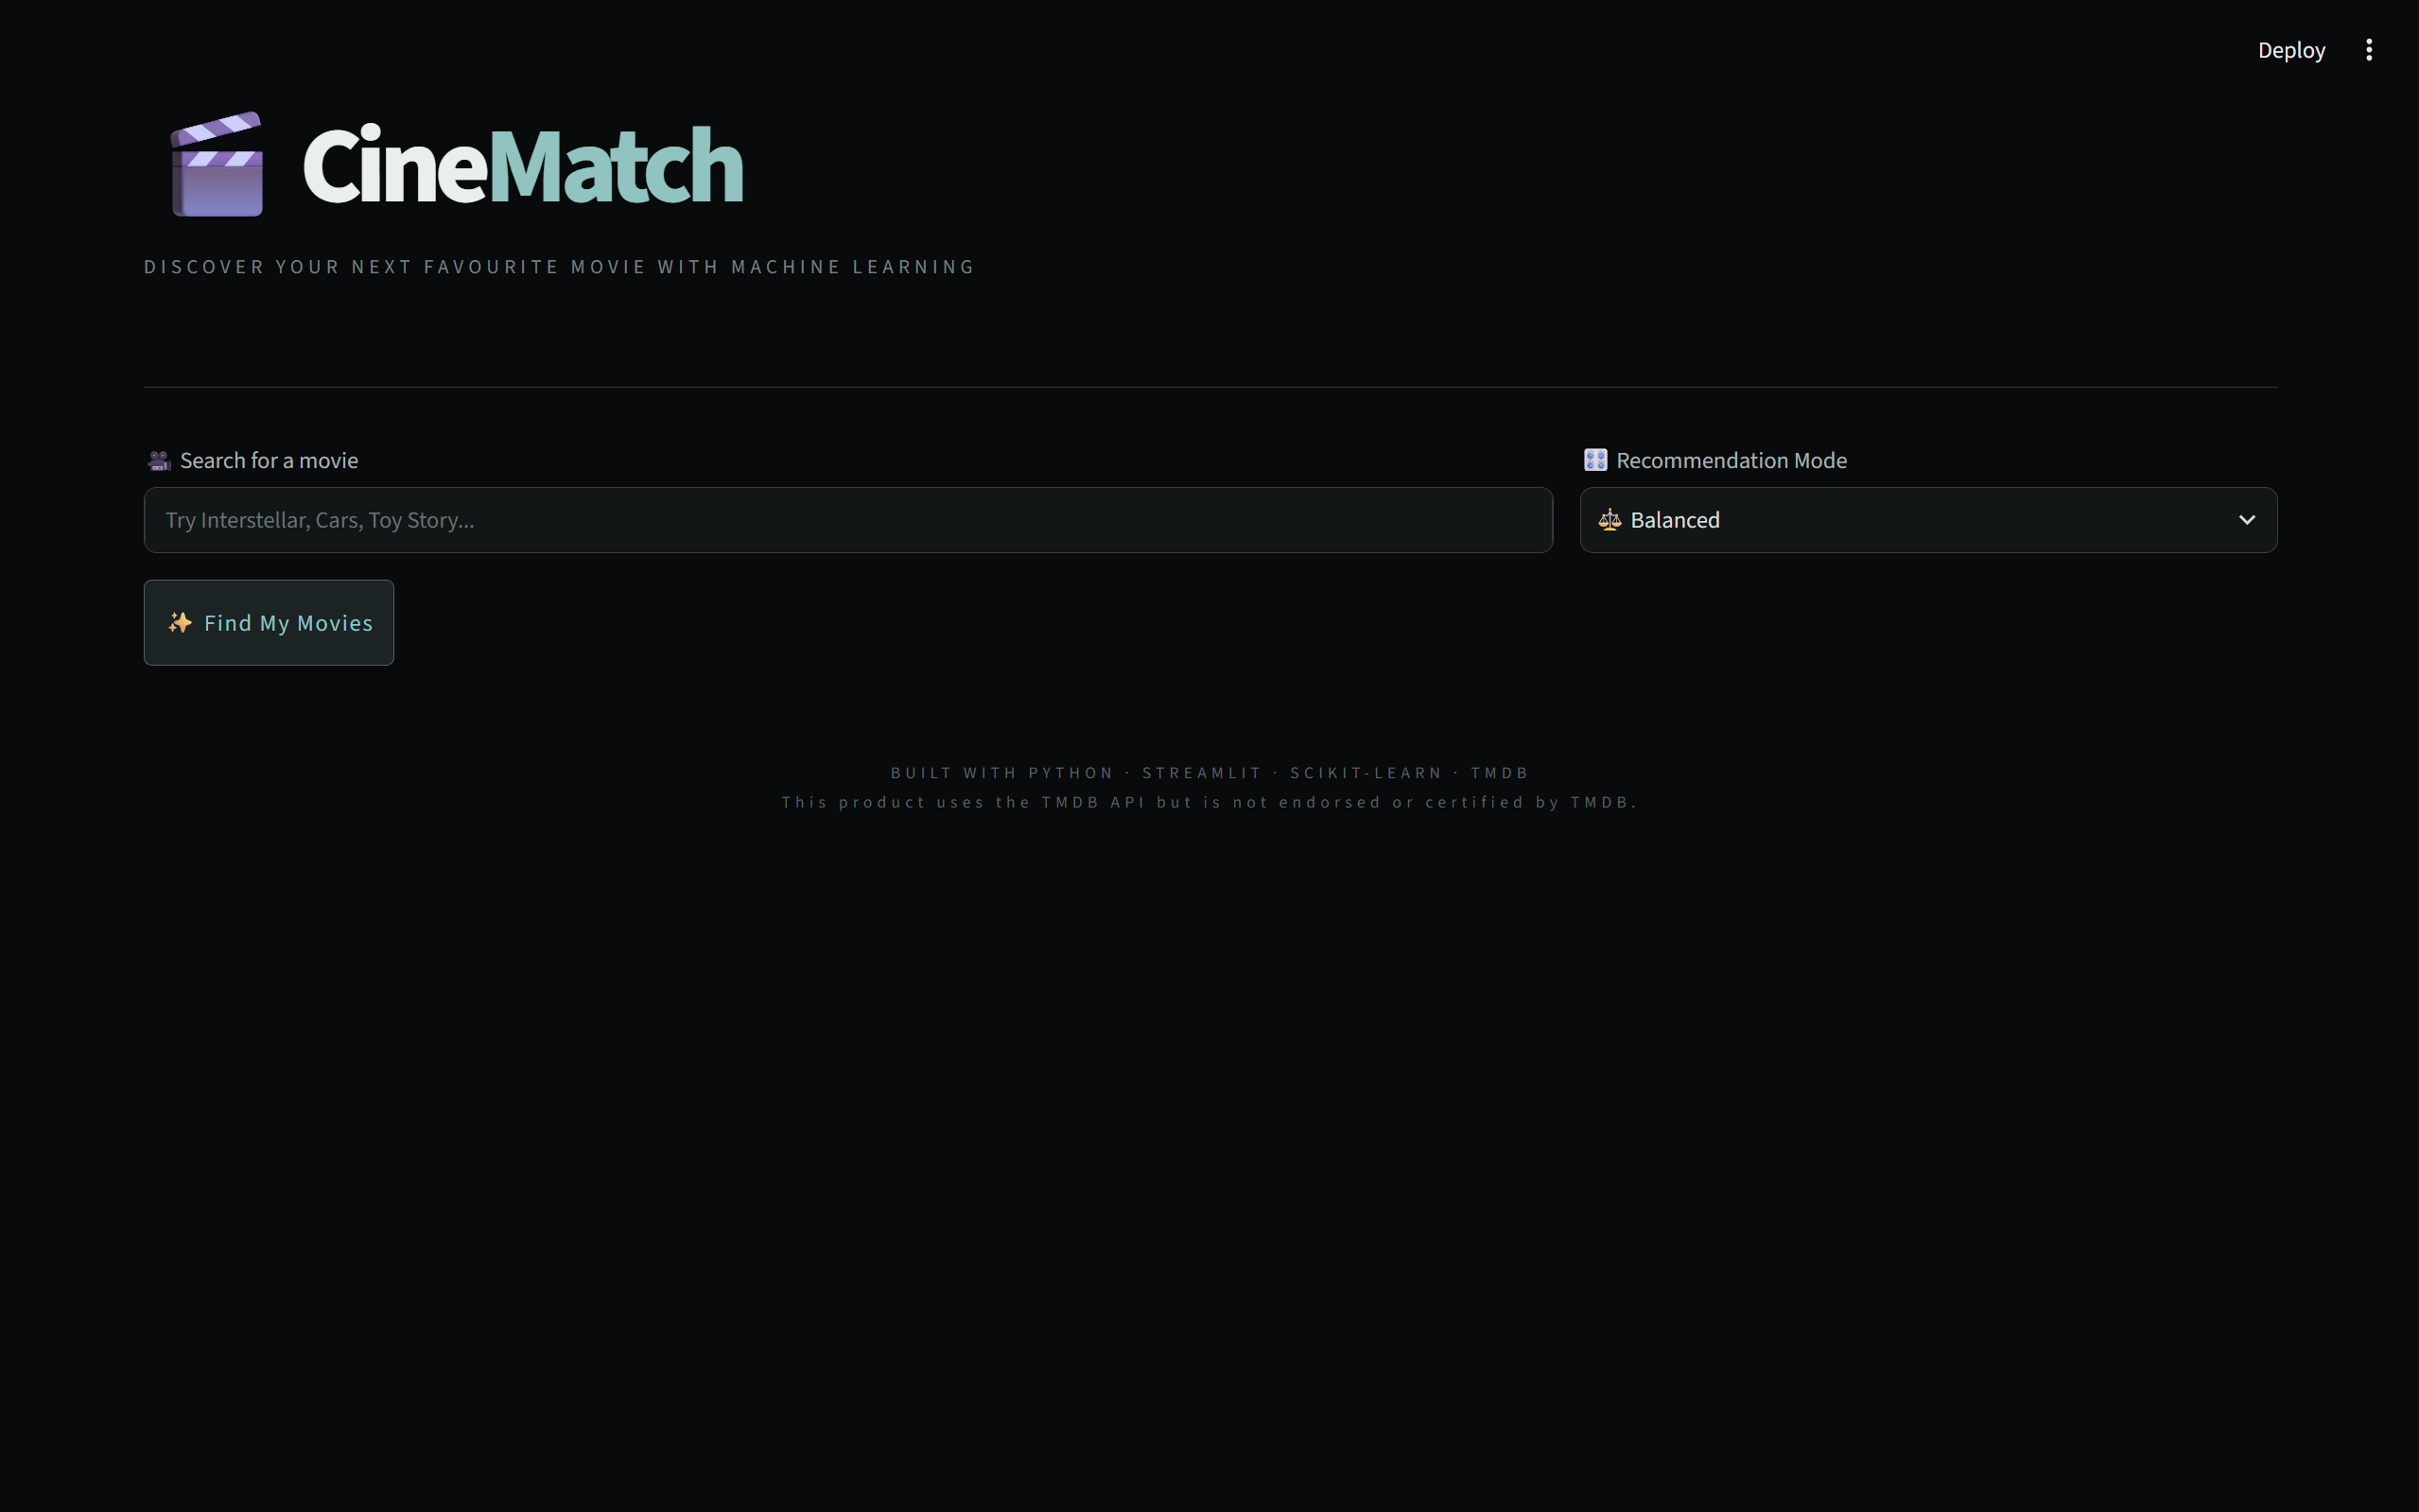 Deploy
CineMatch
DISCOVER YOUR NEXT FAVOURITE MOVIE WITH MACHINE LEARNING
Search for a movie
Recommendation Mode
Try Interstellar, Cars, Toy Story...
Balanced
Find My Movies
BUILT WITH PYTHON · STREAMLIT · SCIKIT-LEARN · TMDB
This product uses the TMDB API but is not endorsed or certified by TMDB.